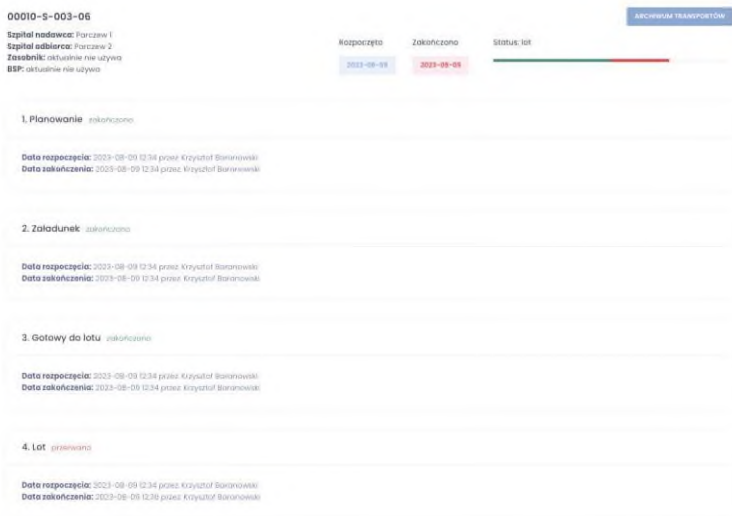 00010-S-003-06
ARCHIWUM TRANSPORTÓW
Szpital nadawca: Parczew 1
Szpital odbiorca: Parczew 2
Zasobnik: aktualnie nie używa
BSP: aktualnie nie używa
Rozpoczęto
Zakończono
Status: lot
2023-08-09
2023-08-09
1. Planowanie zakończono
Data rozpoczęcia: 2023-08-09 12:34 przez Krzysztof Baranowski
Data zakończenia: 2023-08-09 12:34 przez Krzysztof Baranowski
2. Załadunek zakończono
Data rozpoczęcia: 2023-08-09 12:34 przez Krzysztof Baranowski
Data zakończenia: 2023-08-09 12:34 przez Krzysztof Baranowski
3. Gotowy do lotu zakończono
Data rozpoczęcia: 2023-08-09 12:34 przez Krzysztof Baranowski
Data zakończenia: 2023-08-09 12:34 przez Krzysztof Baranowski
4. Lot przerwano
Data rozpoczęcia: 2023-08-09 12:34 przez Krzysztof Baranowski
Data zakończenia: 2023-08-09 przez Krzysztof Baranowski